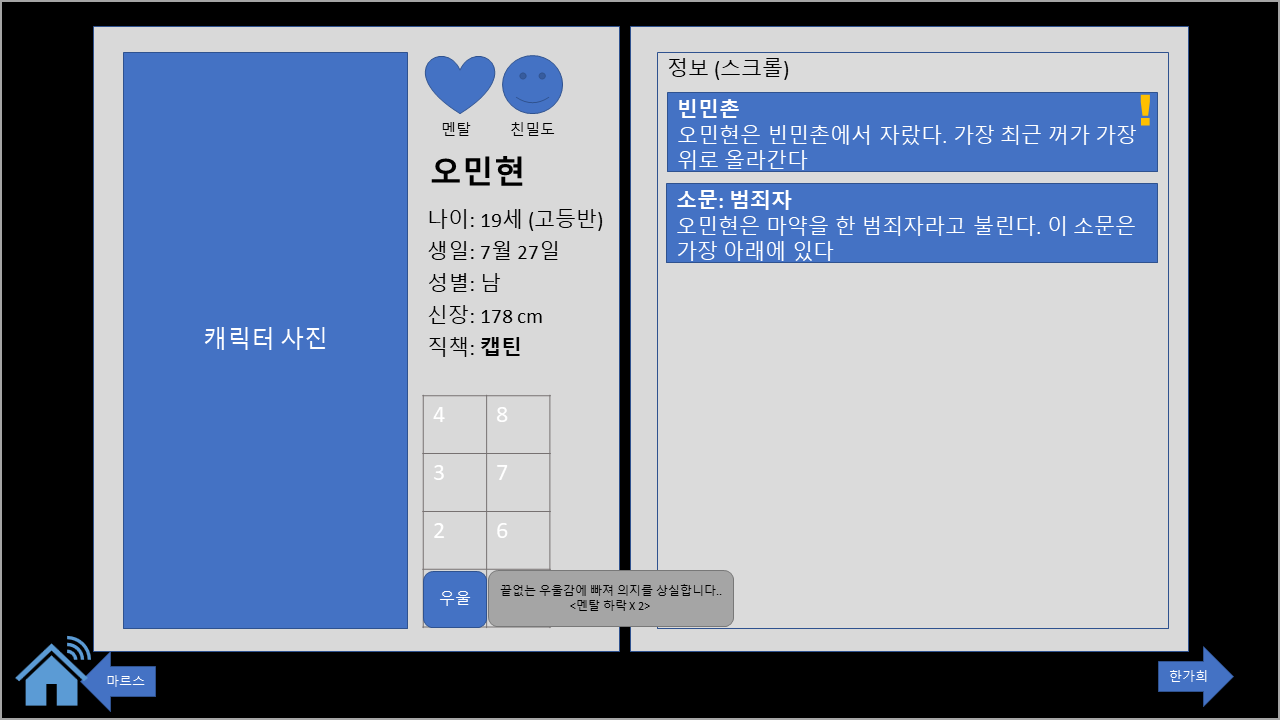 캐릭터 사진
멘탈
친밀도
오민현
나이: 19세 (고등반)
생일: 7월 27일
성별: 남
신장: 178 cm
직책: 캡틴
4 8
3 7
2 6
우울
끝없는 우울감에 빠져 의지를 상실합니다..
<멘탈 하락 X 2>
정보 (스크롤)
빈민촌
!
오민현은 빈민촌에서 자랐다. 가장 최근 꺼가 가장
위로 올라간다
소문: 범죄자
오민현은 마약을 한 범죄자라고 불린다. 이 소문은
가장 아래에 있다
마르스
한가희